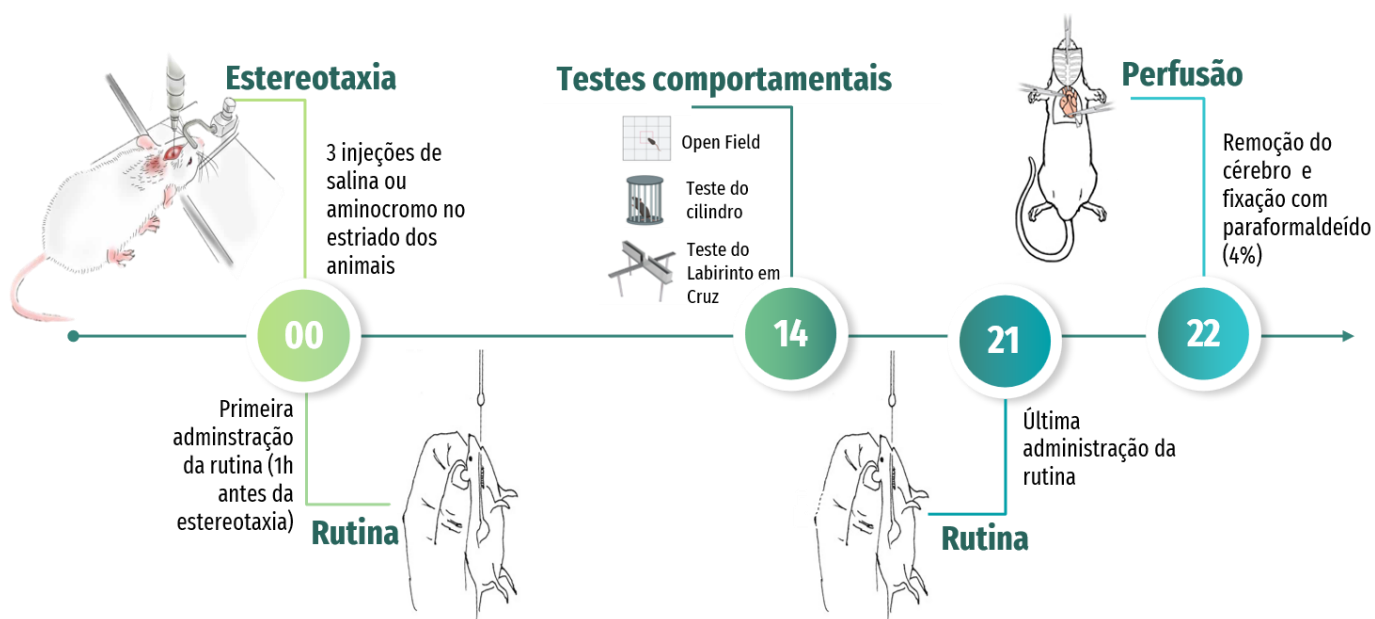 Estereotaxia
3 injeções de
salina ou
aminocromo no
estriado dos
animais
00
Primeira
adminstração
da rutina (1h
antes da
estereotaxia)
Rutina
Testes comportamentais
Open Field
Teste do
cilindro
Teste do
Labirinto em
Cruz
14
21
Última
administração da
rutina
Rutina
Perfusão
Remoção do
cérebro e
fixação com
paraformaldeído
(4%)
22